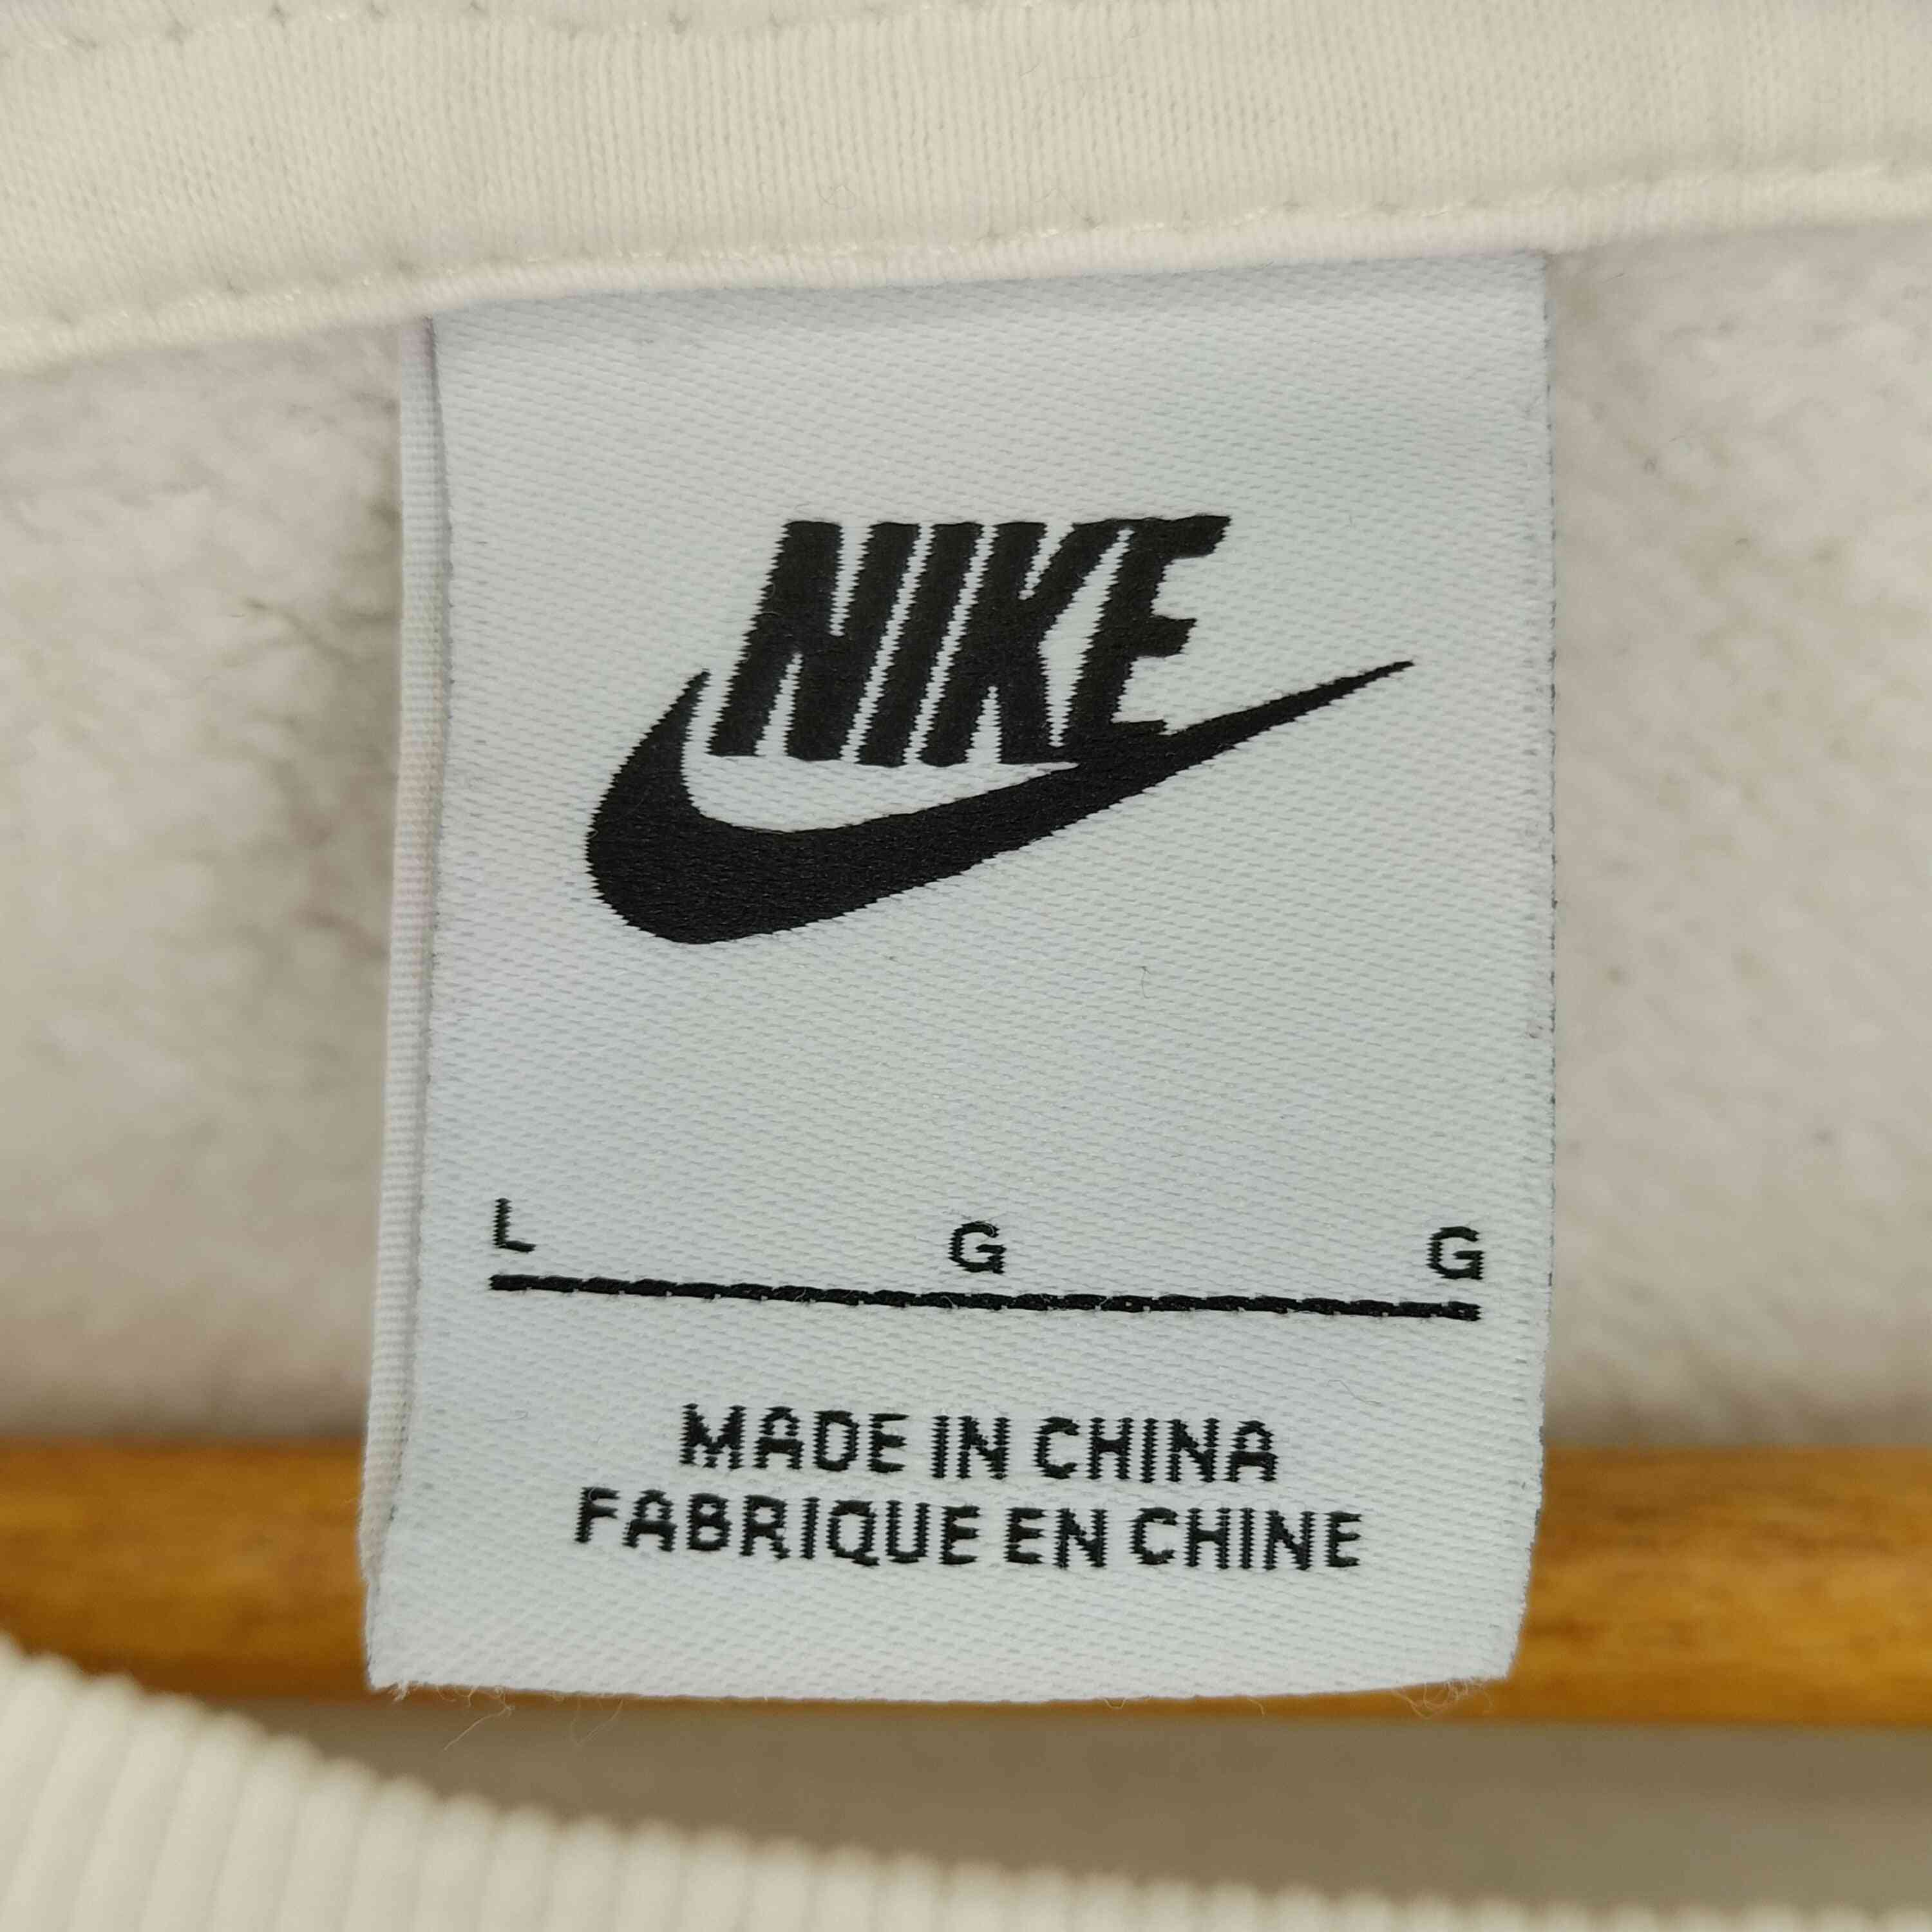 NIKE
L G G
MADE IN CHINA
FABRIQUE EN CHINE